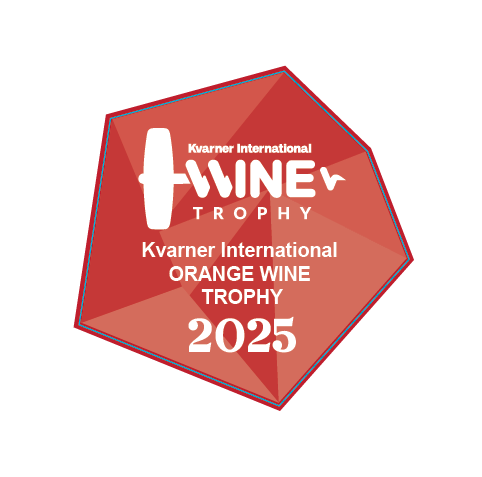 Kvarner International
WINE
TROPHY
Kvarner International
ORANGE WINE
TROPHY
2025